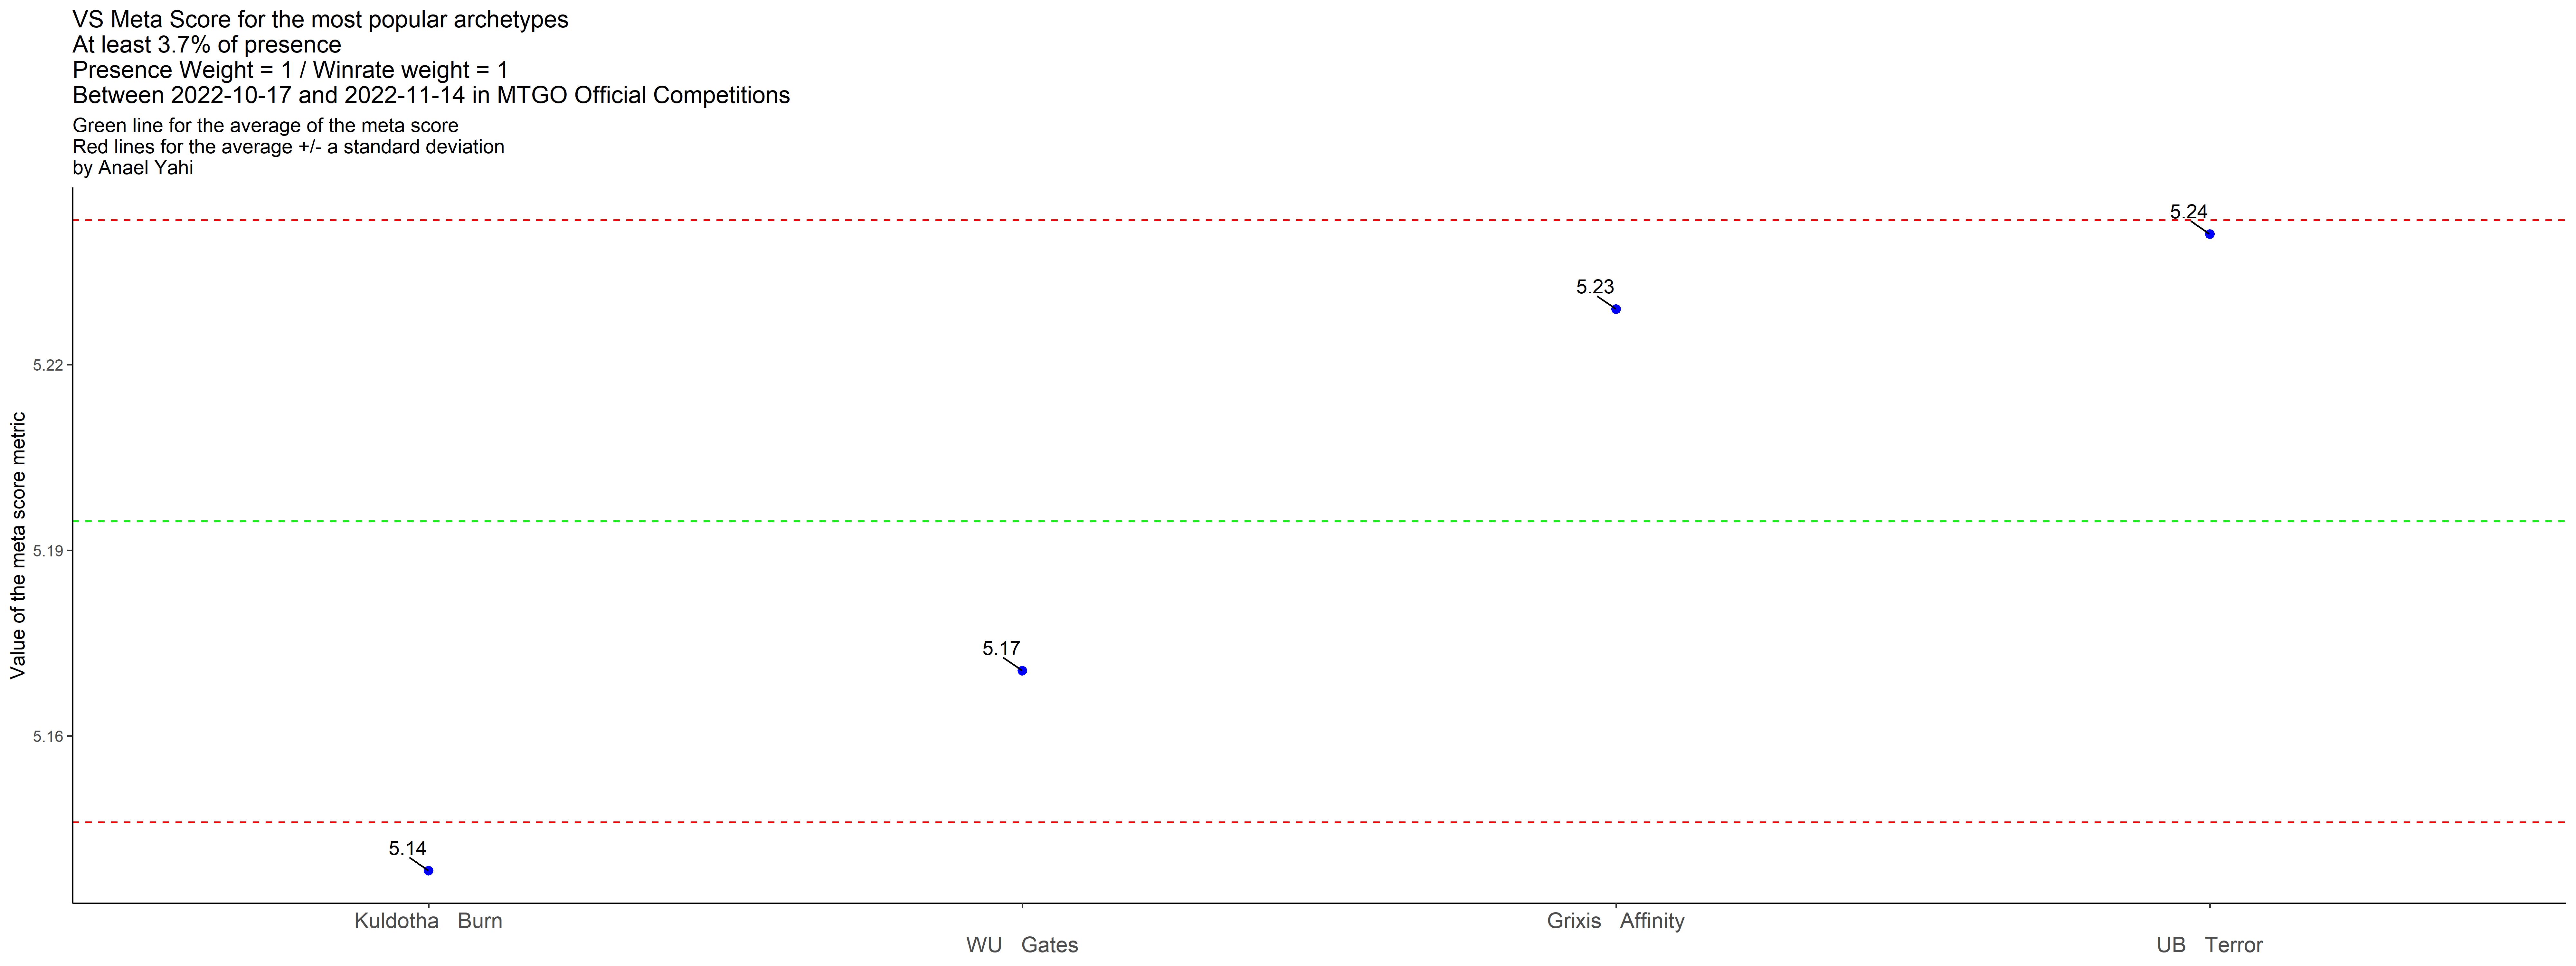 VS Meta Score for the most popular archetypes
At least 3.7% of presence
Presence Weight = 1 / Winrate weight = 1
Between 2022-10-17 and 2022-11-14 in MTGO Official Competitions
Green line for the average of the meta score
Red lines for the average +/- a standard deviation
by Anael Yahi
5.24
5.23
5.22
5.19
5.17
5.16
5.14
Value of the meta score metric
Kuldotha Burn
WU Gates
Grixis Affinity
UB Terror